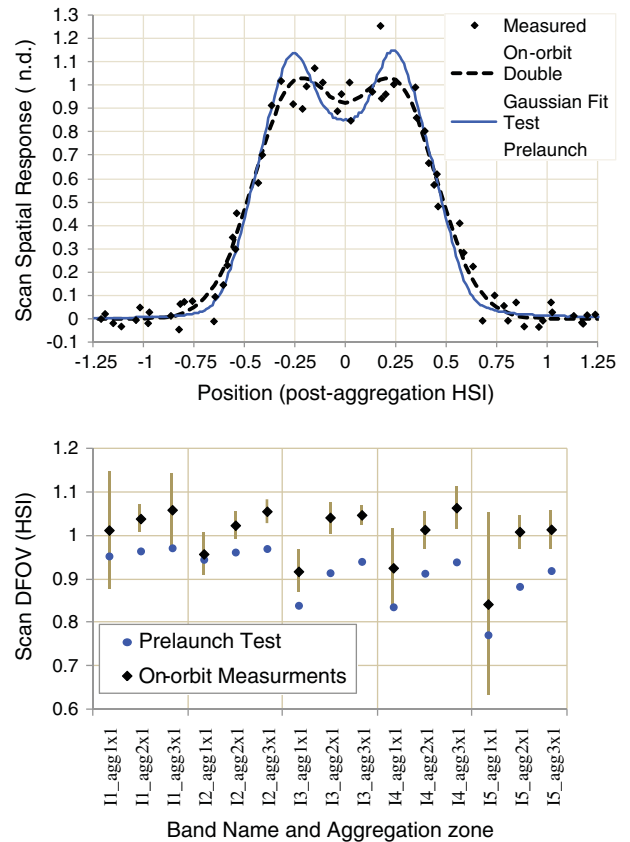 1.3
1.2
1.1
1
0.9
0.8
0.7
0.6
0.5
0.4
0.3
0.2
0.1
0
-0.1
Scan Spatial Response ( n.d.)
Measured
On-orbit
Double
Gaussian Fit
Test
Prelaunch
-1.25 -1 -0.75 -0.5 -0.25 0 0.25 0.5 0.75 1 1.25
Position (post-aggregation HSI)
1.2
1.1
1
0.9
0.8
0.7
0.6
Scan DFOV (HSI)
Prelaunch Test
On-orbit Measurments
I1_agg1x1
I1_agg2x1
I1_agg3x1
I2_agg1x1
I2_agg2x1
I2_agg3x1
I3_agg1x1
I3_agg2x1
I3_agg3x1
I4_agg1x1
I4_agg2x1
I4_agg3x1
I5_agg1x1
I5_agg2x1
I5_agg3x1
Band Name and Aggregation zone